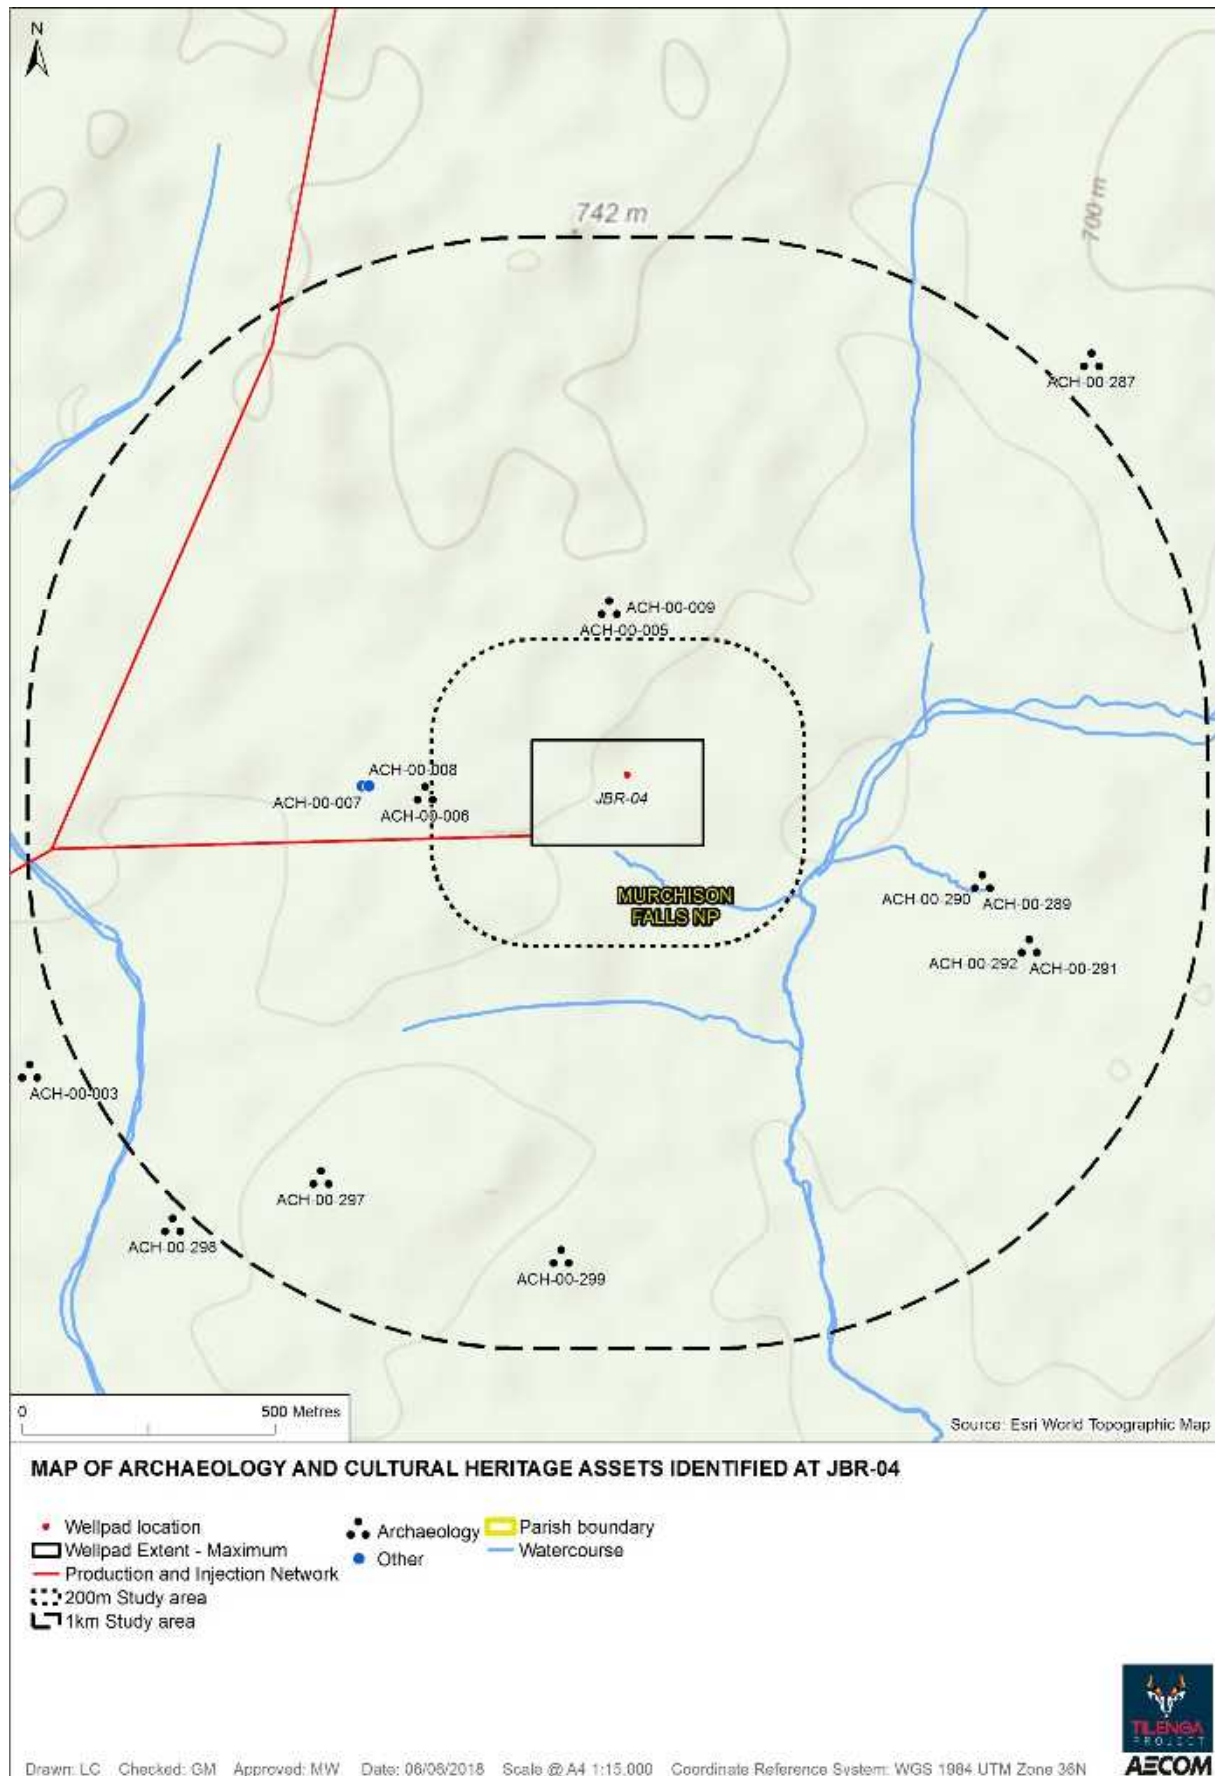 N
742 m
700 m
ACH-00-287
ACH-00-009
ACH-00-005
ACH-00-008
ACH-00-007
ACH-00-006
JBR-04
MURCHISON
FALLS NP
ACH-00-290
ACH-00-289
ACH-00-292
ACH-00-291
ACH-00-003
ACH-00-297
ACH-00-298
ACH-00-299
0 500 Metres
Source: Esri World Topographic Map
MAP OF ARCHAEOLOGY AND CULTURAL HERITAGE ASSETS IDENTIFIED AT JBR-04
Wellpad location
Wellpad Extent - Maximum
Production and Injection Network
200m Study area
1km Study area
Archaeology
Other
Parish boundary
Watercourse
TILENGA
PROJECT
AECOM
Drawn: LC Checked: GM Approved: MW Date: 06/06/2018 Scale @ A4 1:15,000 Coordinate Reference System: WGS 1984 UTM Zone 36N